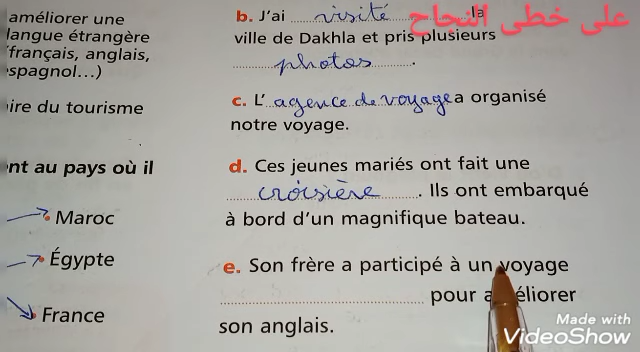 على خطى النجاح
améliorer une
langue étrangère
(français, anglais,
espagnol...)
ire du tourisme
nt au pays où il
Maroc
Égypte
France
b. J'ai visité la
ville de Dakhla et pris plusieurs
photos.
c. L'agence de voyage a organisé
notre voyage.
d. Ces jeunes mariés ont fait une
croisière. Ils ont embarqué
à bord d'un magnifique bateau.
e. Son frère a participé à un voyage
pour améliorer
son anglais.
Made with
VideoShow